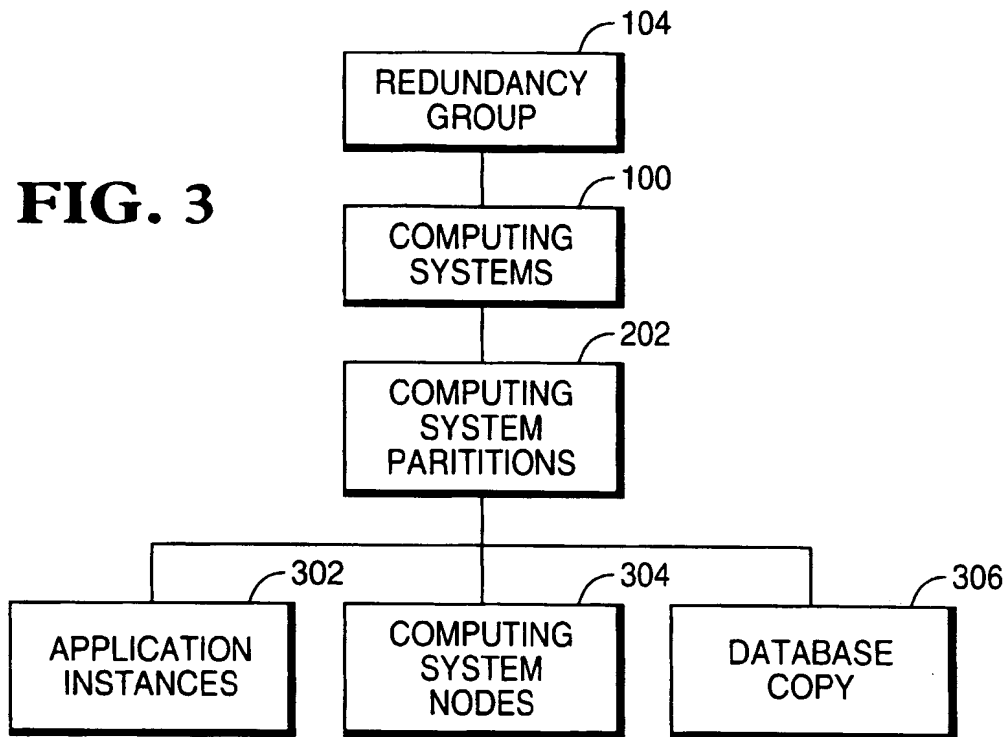 104
REDUNDANCY
GROUP
FIG. 3
100
COMPUTING
SYSTEMS
202
COMPUTING
SYSTEM
PARITITIONS
302
APPLICATION
INSTANCES
304
COMPUTING
SYSTEM
NODES
306
DATABASE
COPY